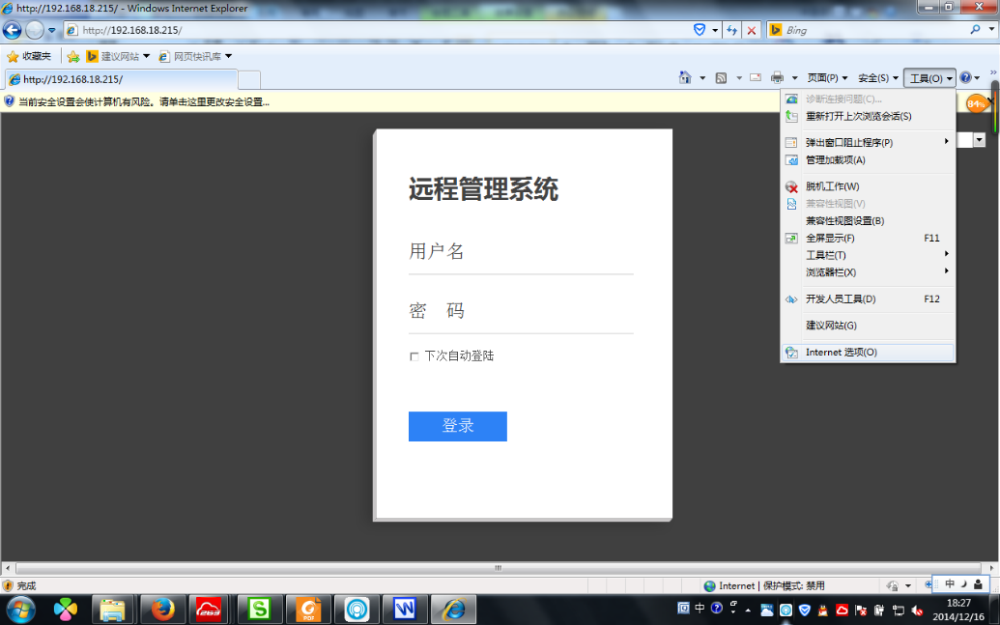 http://192.168.18.215/ - Windows Internet Explorer
http://192.168.18.215/
Bing
收藏夹
建议网站
网页快讯库
http://192.168.18.215/
页面(P)
安全(S)
工具(O)
当前安全设置会使计算机有风险。请单击这里更改安全设置...
84%
诊断连接问题(C)...
重新打开上次浏览会话(S)
弹出窗口阻止程序(P)
管理加载项(A)
脱机工作(W)
兼容性视图(V)
兼容性视图设置(B)
全屏显示(F) F11
工具栏(T)
浏览器栏(X)
开发人员工具(D) F12
建议网站(G)
Internet 选项(O)
远程管理系统
用户名
密 码
下次自动登陆
登录
完成
Internet | 保护模式: 禁用
中
263
S
G
PDF
W
中
18:27
2014/12/16